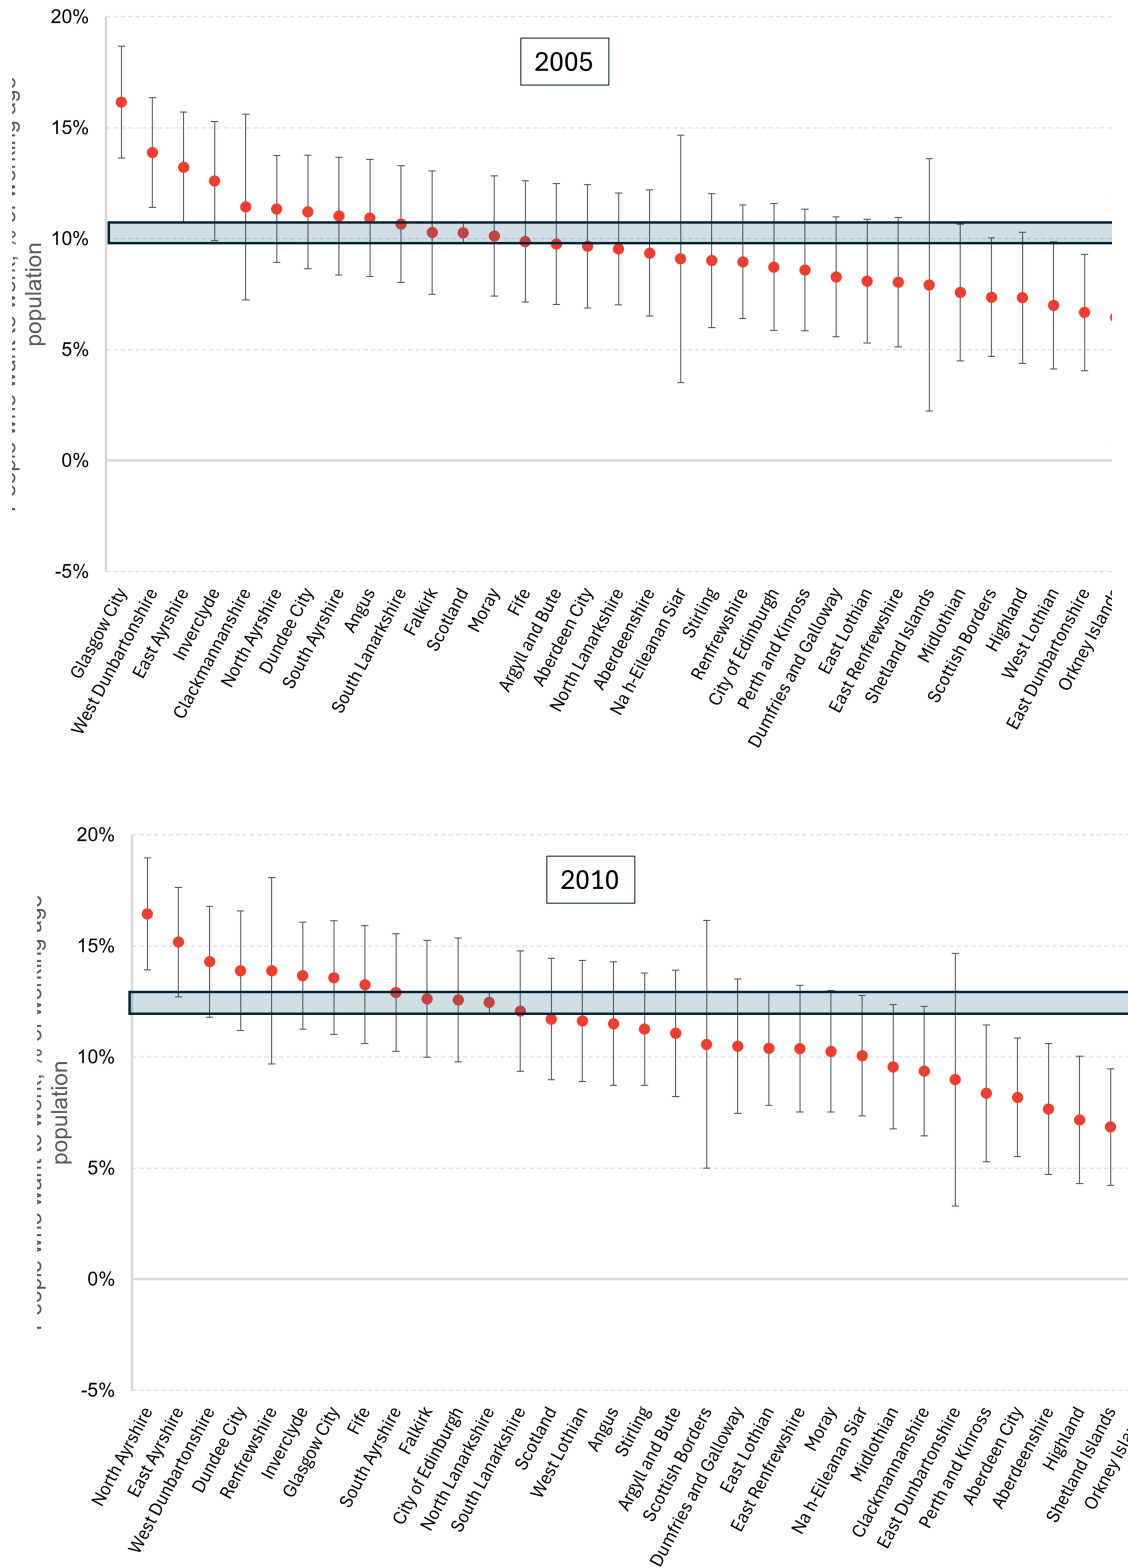 20%
2005
15%
10%
5%
0%
-5%
population
Glasgow City
West Dunbartonshire
East Ayrshire
Inverclyde
Clackmannanshire
North Ayrshire
Dundee City
South Ayrshire
Angus
South Lanarkshire
Falkirk
Scotland
Moray
Fife
Argyll and Bute
Aberdeen City
North Lanarkshire
Aberdeenshire
Na h-Eileanan Siar
Stirling
Renfrewshire
City of Edinburgh
Perth and Kinross
Dumfries and Galloway
East Lothian
East Renfrewshire
Shetland Islands
Midlothian
Scottish Borders
Highland
West Lothian
East Dunbartonshire
Orkney Islands
20%
2010
15%
10%
5%
0%
-5%
population
North Ayrshire
East Ayrshire
West Dunbartonshire
Dundee City
Renfrewshire
Inverclyde
Glasgow City
Fife
South Ayrshire
Falkirk
City of Edinburgh
North Lanarkshire
South Larkshire
Scotland
West Lothian
Angus
Stirling
Argyll and Bute
Scottish Borders
Dumfries and Galloway
East Lothian
East Renfrewshire
Moray
Na h-Eileanan Siar
Midlothian
Clackmannanshire
East Dunbartonshire
Perth and Kinross
Aberdeen City
Aberdeenshire
Highland
Shetland Islands
Orkney